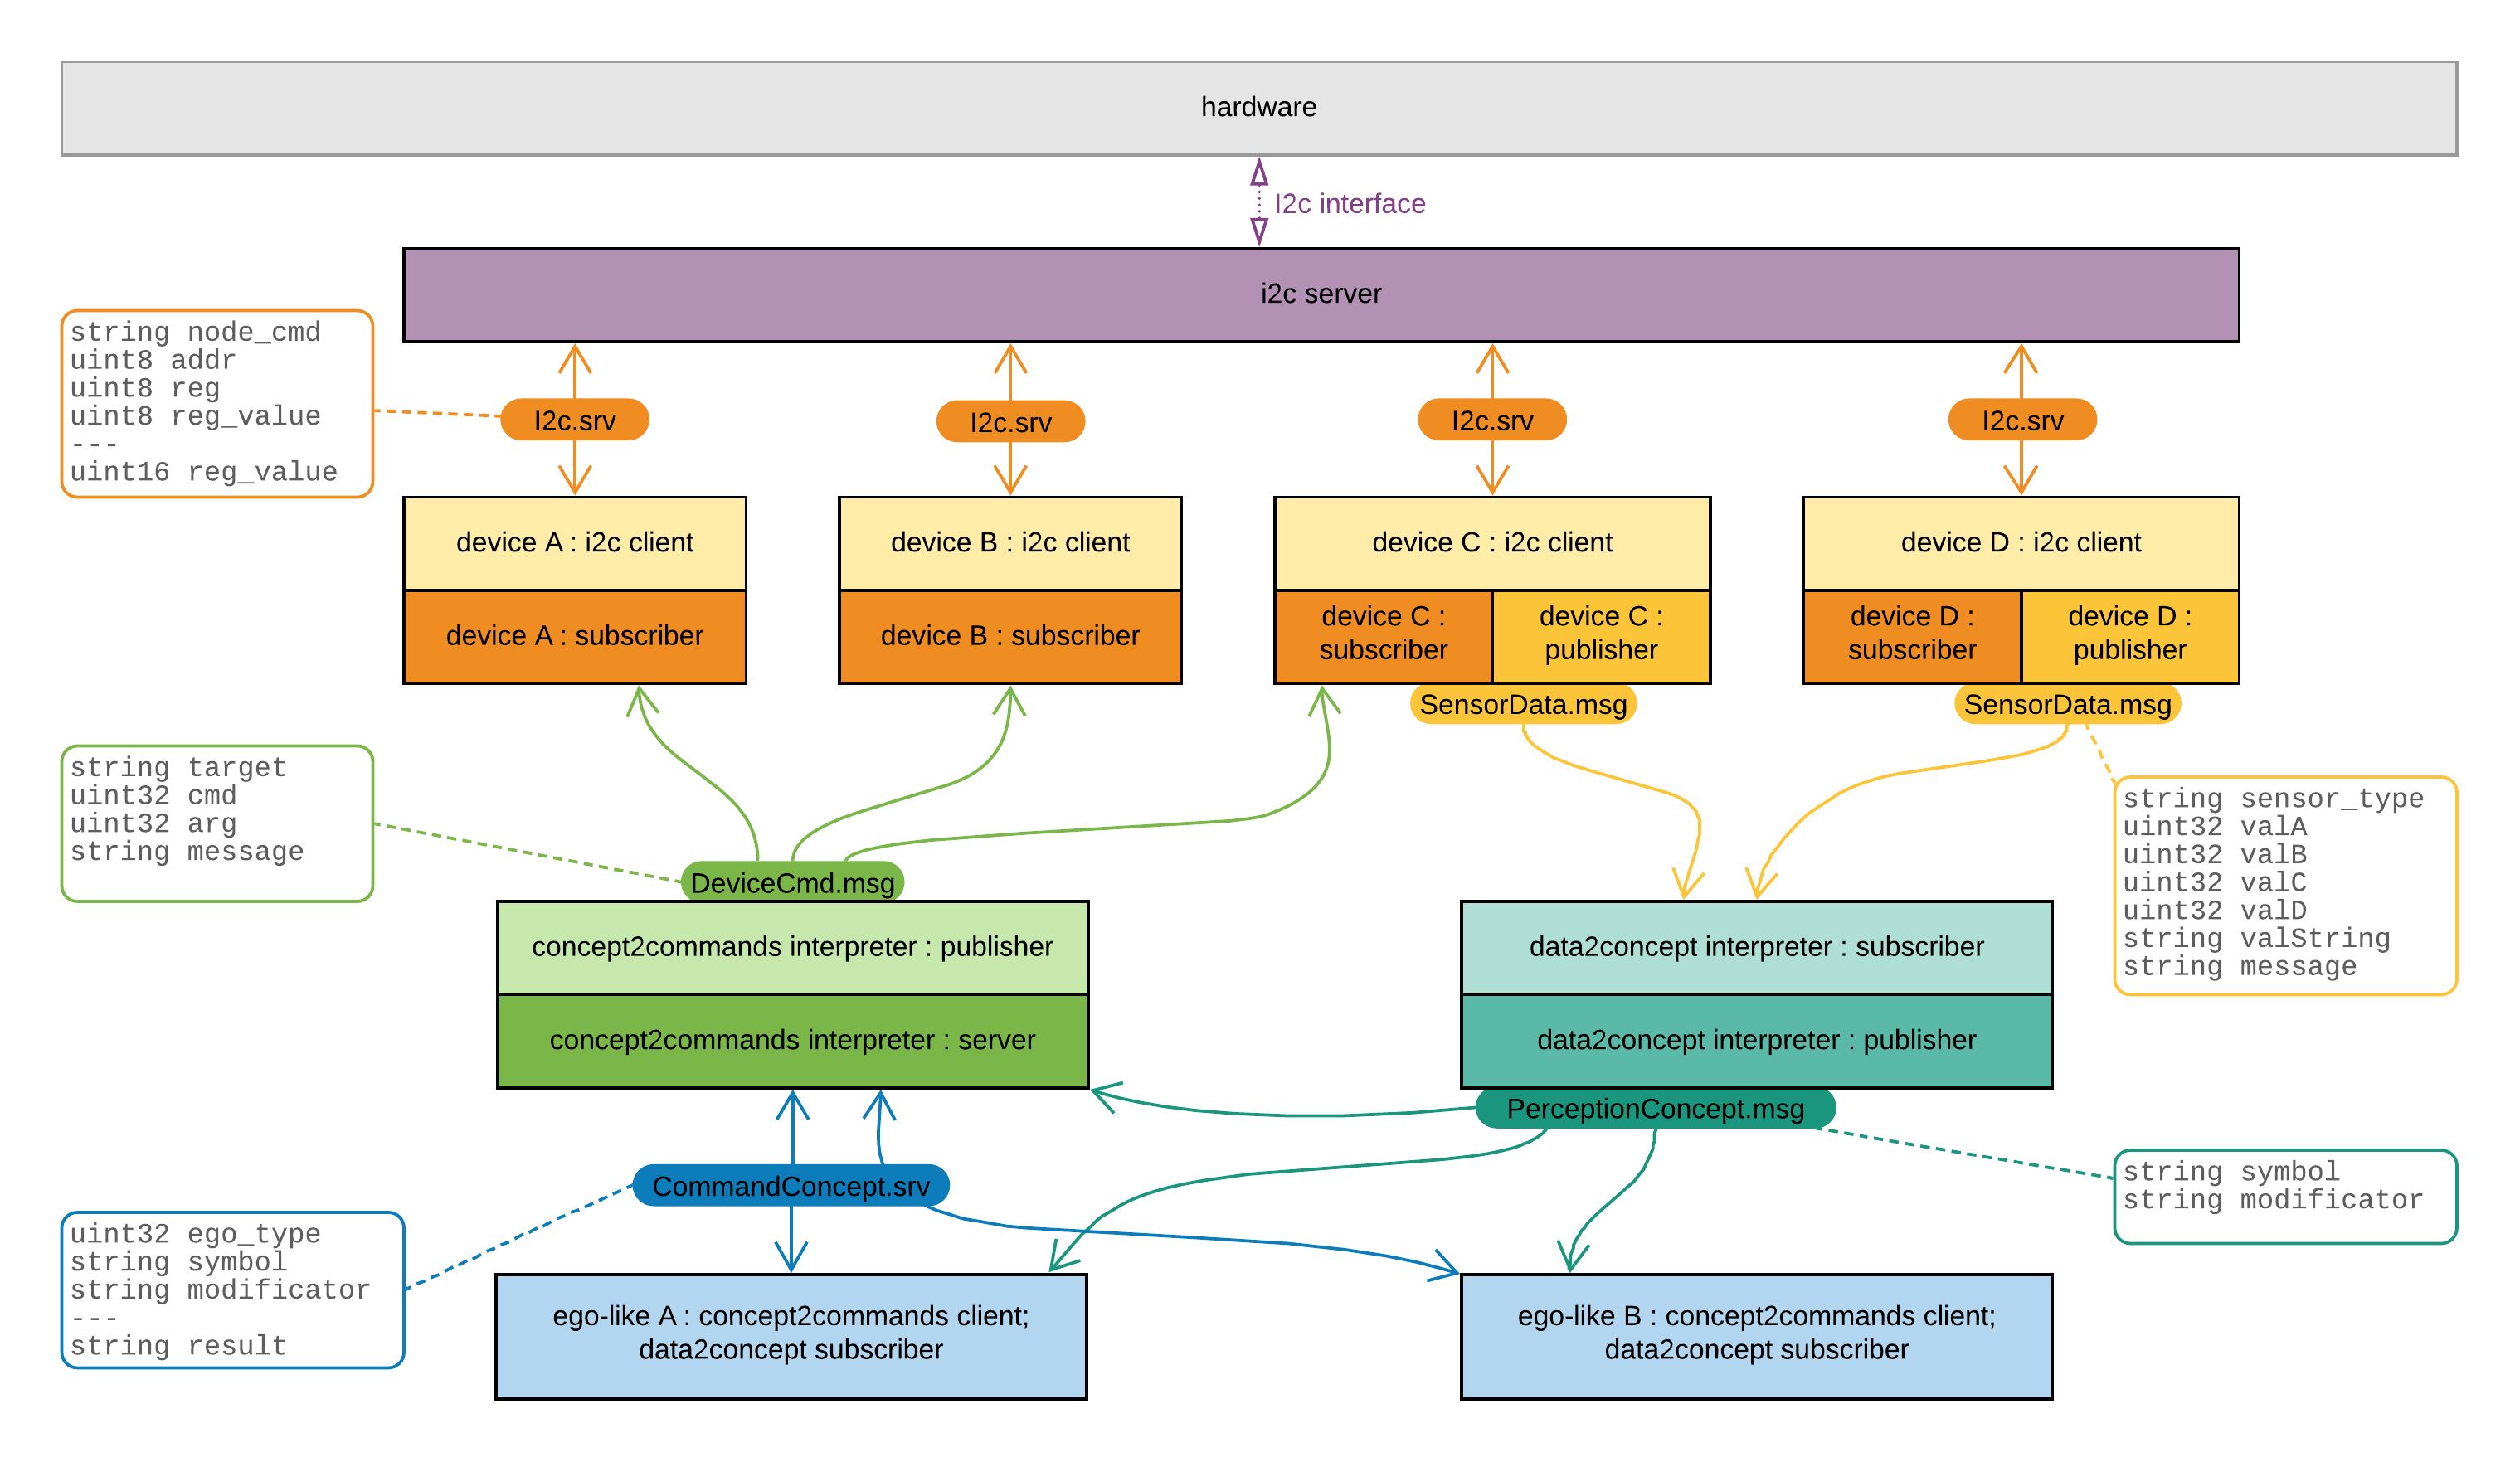 hardware
I2c interface
i2c server
string node_cmd
uint8 addr
uint8 reg
uint8 reg_value
---
uint16 reg_value
I2c.srv
I2c.srv
I2c.srv
I2c.srv
device A : i2c client
device B : i2c client
device C : i2c client
device D : i2c client
device A : subscriber
device B : subscriber
device C :
subscriber
device C :
publisher
device D :
subscriber
device D :
publisher
SensorData.msg
SensorData.msg
string target
uint32 cmd
uint32 arg
string message
string sensor_type
uint32 valA
uint32 valB
uint32 valC
uint32 valD
string valString
string message
DeviceCmd.msg
concept2commands interpreter : publisher
concept2commands interpreter : server
data2concept interpreter : subscriber
data2concept interpreter : publisher
PerceptionConcept.msg
CommandConcept.srv
string symbol
string modificator
uint32 ego_type
string symbol
string modificator
---
string result
ego-like A : concept2commands client;
data2concept subscriber
ego-like B : concept2commands client;
data2concept subscriber